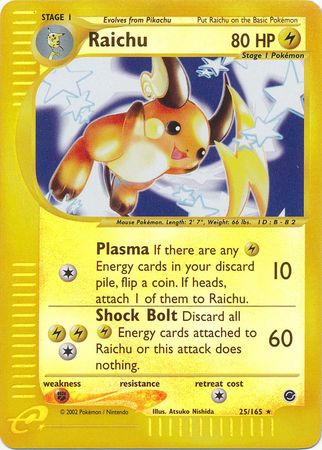 STAGE 1 Evolves from Pikachu Put Raichu on the Basic Pokémon
Raichu 80 HP
Stage 1 Pokémon
Mouse Pokémon. Length: 2' 7", Weight: 66 lbs. ID:B-82
Plasma If there are any
Energy cards in your discard
pile, flip a coin. If heads,
attach 1 of them to Raichu.
10
Shock Bolt Discard all
Energy cards attached to
Raichu or this attack does
nothing.
60
weakness resistance retreat cost
e
© 2002 Pokémon / Nintendo Illus. Atsuko Nishida 25/165 ★